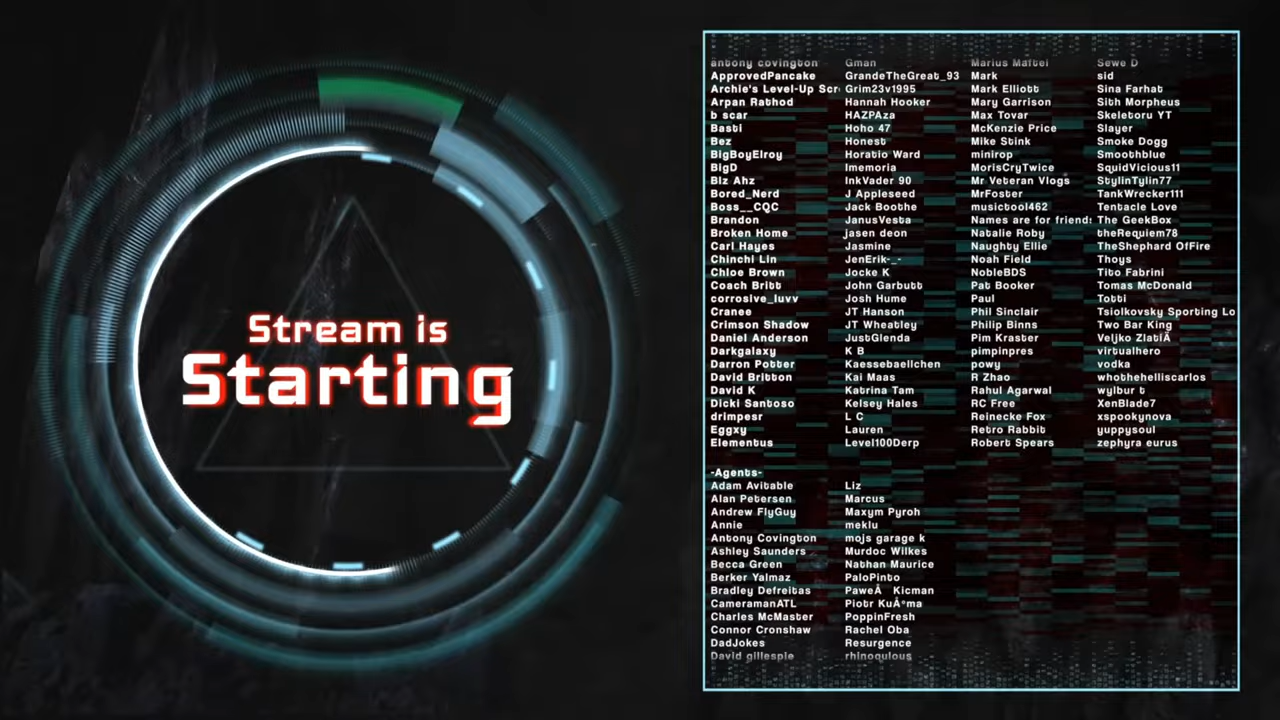 Stream is
Starting
antony covington Gman Marius Maftei Sewe D
ApprovedPancake GrandeTheGreat_93 Mark sid
Archie's Level-Up Scr Grim23v1995 Mark Elliott Sina Farhat
Arpan Rathod Hannah Hooker Mary Garrison Sith Morpheus
b scar HAZPAza Max Tovar Skeletoru YT
Basti Hoho 47 McKenzie Price Slayer
Bez Honest Mike Stink Smoke Dogg
BigBoyElroy Horatio Ward minirop Smoothblue
BigD Imemoria MorisCryTwice SquidVicious11
Biz Ahz InkVader 90 Mr Veteran Vlogs StylinTylin77
Bored_Nerd J Appleseed MrFoster TankWrecker111
Boss__CQC Jack Boothe musictool462 Tentacle Love
Brandon JanusVesta Names are for friends The GeekBox
Broken Home jasen deon Natalie Roby theRequiem78
Carl Hayes Jasmine Naughty Ellie TheShephard OfFire
Chinchi Lin JenErik-_- Noah Field Thoys
Chloe Brown Jocke K NobleBDS Tito Fabrini
Coach Britt John Garbutt Pat Booker Tomas McDonald
corrosive_luvv Josh Hume Paul Totti
Cranee JT Hanson Phil Sinclair Tsiolkovsky Sporting Lo
Crimson Shadow JT Wheatley Philip Binns Two Bar King
Daniel Anderson JustGlenda Pim Kraster Veljko ZlatiÄ
Darkgalaxy K B pimpinpres virtualhero
Darron Potter Kaessebaellchen powy vodka
David Britton Kai Maas R Zhao whothehelliscarlos
David K Katrina Tam Rahul Agarwal wylbur t
Dicki Santoso Kelsey Hales RC Free XenBlade7
drimpesr L C Reinecke Fox xspookynova
Eggxy Lauren Retro Rabbit yuppysoul
Elementus Level100Derp Robert Spears zephyra eurus
-Agents-
Adam Avitable Liz
Alan Petersen Marcus
Andrew FlyGuy Maxym Pyroh
Annie meklu
Antony Covington mojs garage k
Ashley Saunders Murdoc Wilkes
Becca Green Nathan Maurice
Berker Yalmaz PaloPinto
Bradley Defreitas PaweÅ Kicman
CameramanATL Piotr KuÅºma
Charles McMaster PoppinFresh
Connor Cronshaw Rachel Oba
DadJokes Resurgence
David gillespie rhinoqulous